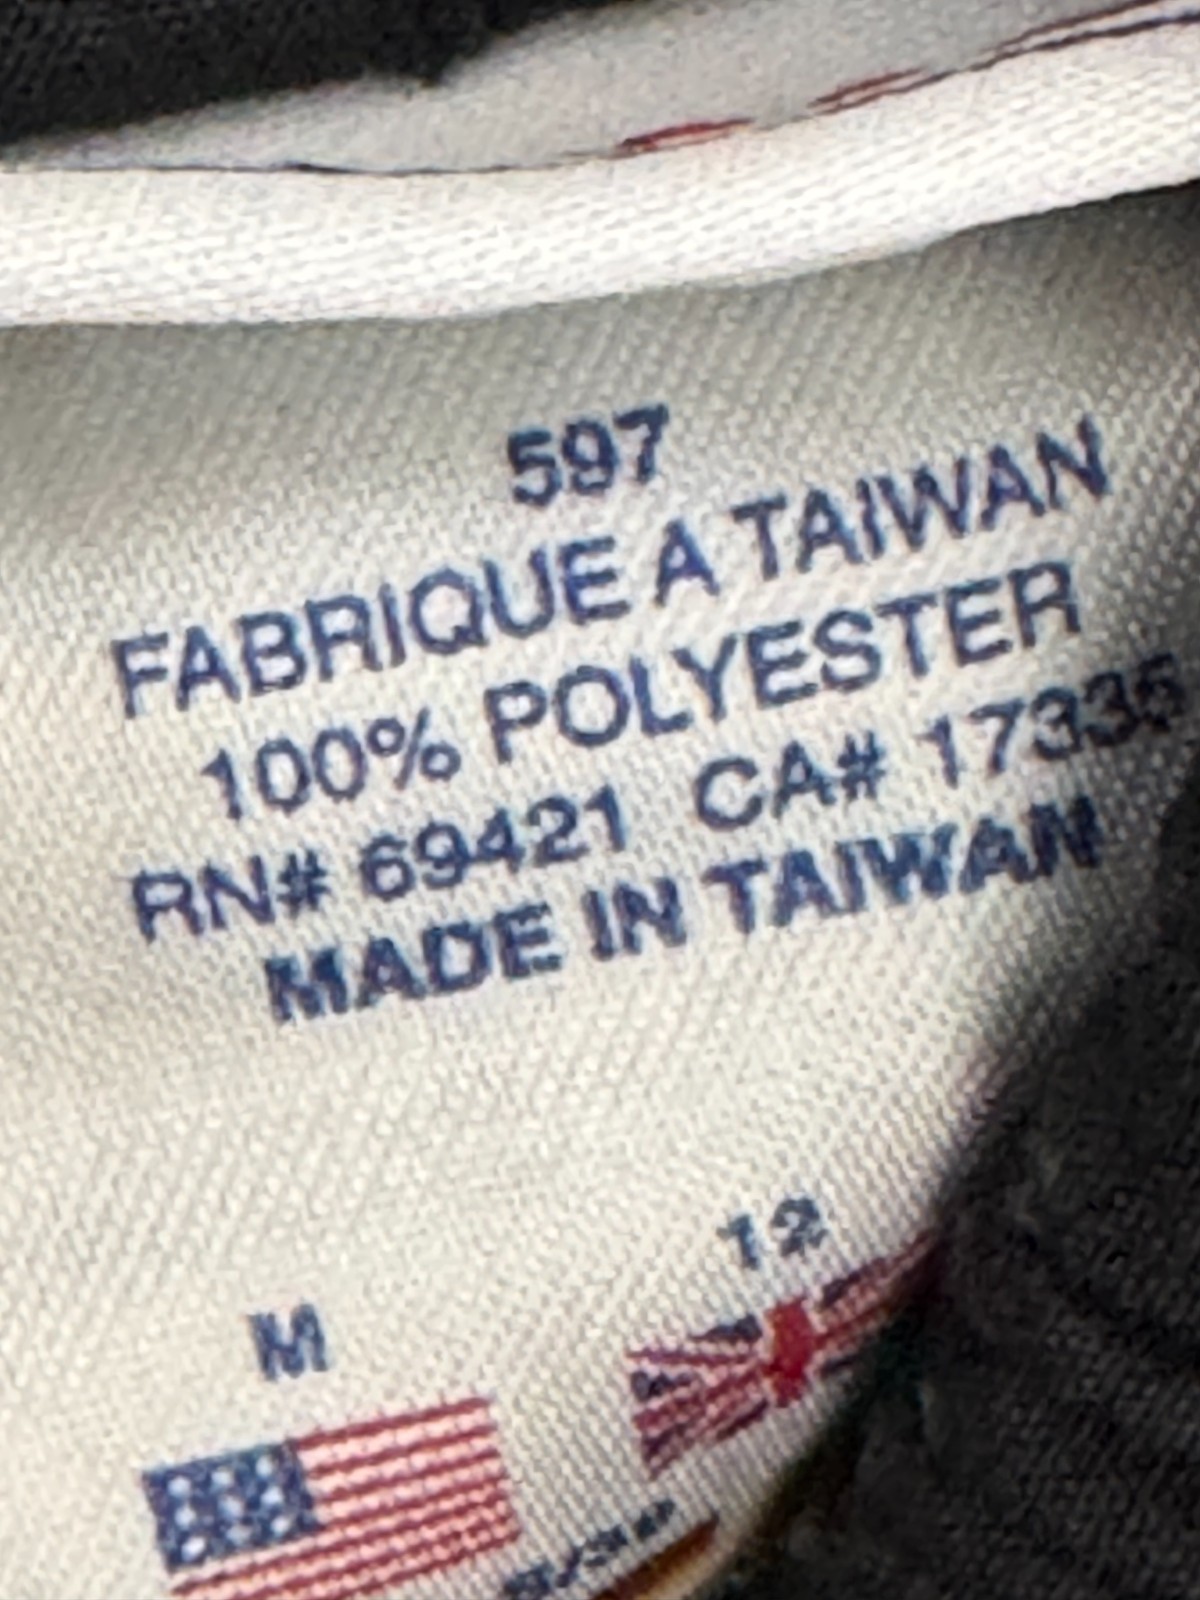 597
FABRIQUE A TAIWAN
100% POLYESTER
RN# 69421 CA# 17335
MADE IN TAIWAN
12
M